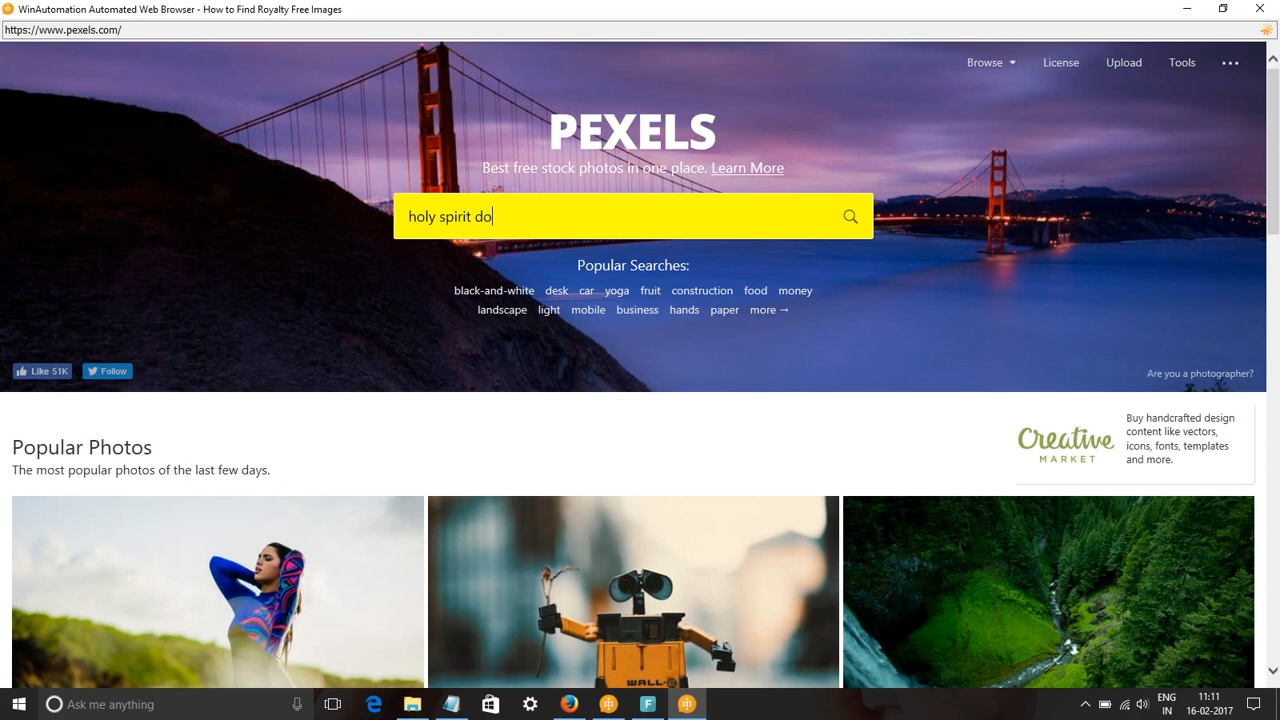 WinAutomation Automated Web Browser - How to Find Royalty Free Images
https://www.pexels.com/
Browse License Upload Tools
PEXELS
Best free stock photos in one place. Learn More
holy spirit do
Popular Searches:
black-and-white desk car yoga fruit construction food money
landscape light mobile business hands paper more →
Like 51K Follow
Are you a photographer?
Popular Photos
The most popular photos of the last few days.
Creative
MARKET
Buy handcrafted design
content like vectors,
icons, fonts, templates
and more.
WALL·E
Ask me anything
ENG
IN
11:11
16-02-2017